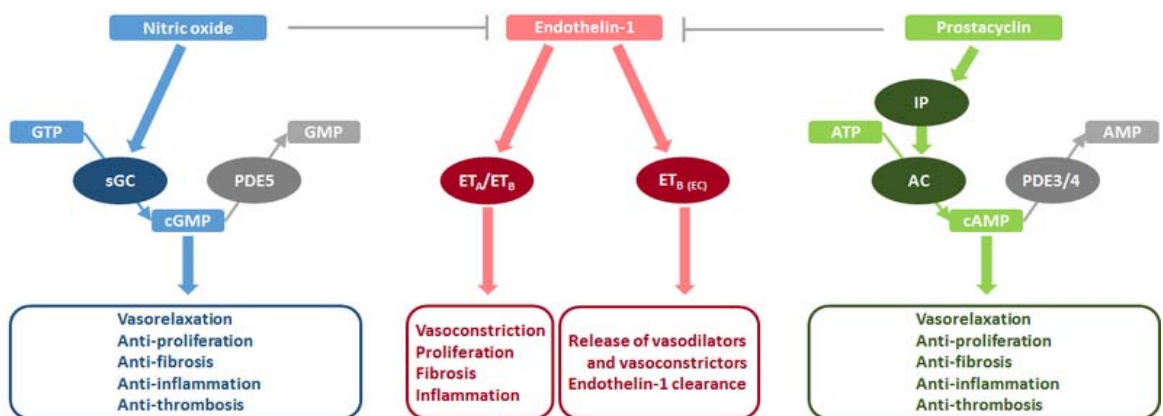 Nitric oxide
Endothelin-1
Prostacyclin
IP
GTP
GMP
ATP
AMP
sGC
PDE5
ETA/ETB
ETB (EC)
AC
PDE3/4
cGMP
cAMP
Vasorelaxation
Anti-proliferation
Anti-fibrosis
Anti-inflammation
Anti-thrombosis
Vasoconstriction
Proliferation
Fibrosis
Inflammation
Release of vasodilators
and vasoconstrictors
Endothelin-1 clearance
Vasorelaxation
Anti-proliferation
Anti-fibrosis
Anti-inflammation
Anti-thrombosis